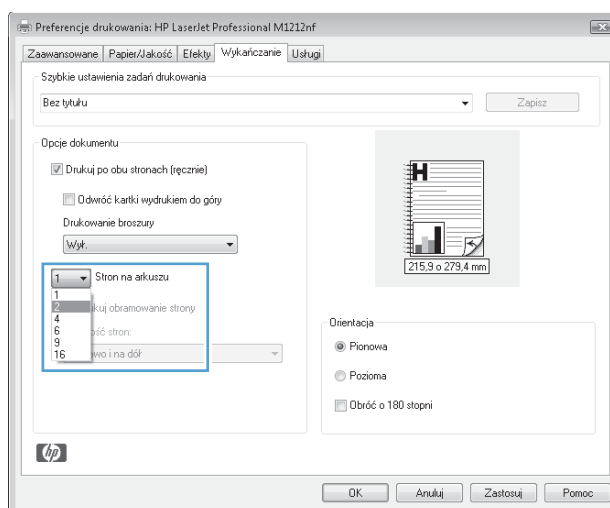 Preferencje drukowania: HP LaserJet Professional M1212nf
Zaawansowane Papier/Jakość Efekty Wykańczanie Usługi
Szybkie ustawienia zadań drukowania
Bez tytułu
Zapisz
Opcje dokumentu
Drukuj po obu stronach (ręcznie)
Odwróć kartki wydrukiem do góry
Drukowanie broszury
Wył.
1 Stron na arkuszu
1
2 kuj obramowanie strony
4
6 ość stron:
9
16 wo i na dół
H
215,9 o 279,4 mm
Orientacja
Pionowa
Pozioma
Obróć o 180 stopni
hp
OK Anuluj Zastosuj Pomoc